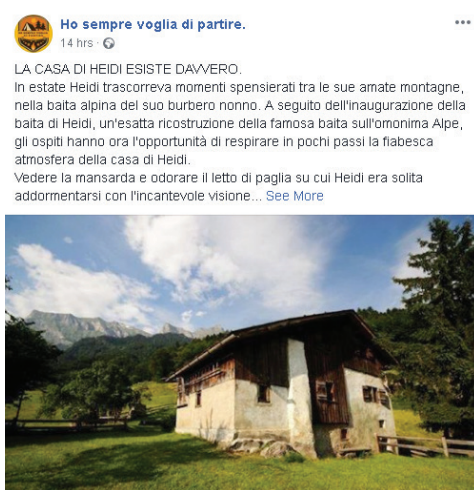 Ho sempre voglia di partire.
14 hrs ·
LA CASA DI HEIDI ESISTE DAVVERO.
In estate Heidi trascorreva momenti spensierati tra le sue amate montagne,
nella baita alpina del suo burbero nonno. A seguito dell'inaugurazione della
baita di Heidi, un'esatta ricostruzione della famosa baita sull'omonima Alpe,
gli ospiti hanno ora l'opportunità di respirare in pochi passi la fiabesca
atmosfera della casa di Heidi.
Vedere la mansarda e odorare il letto di paglia su cui Heidi era solita
addormentarsi con l'incantevole visione... See More